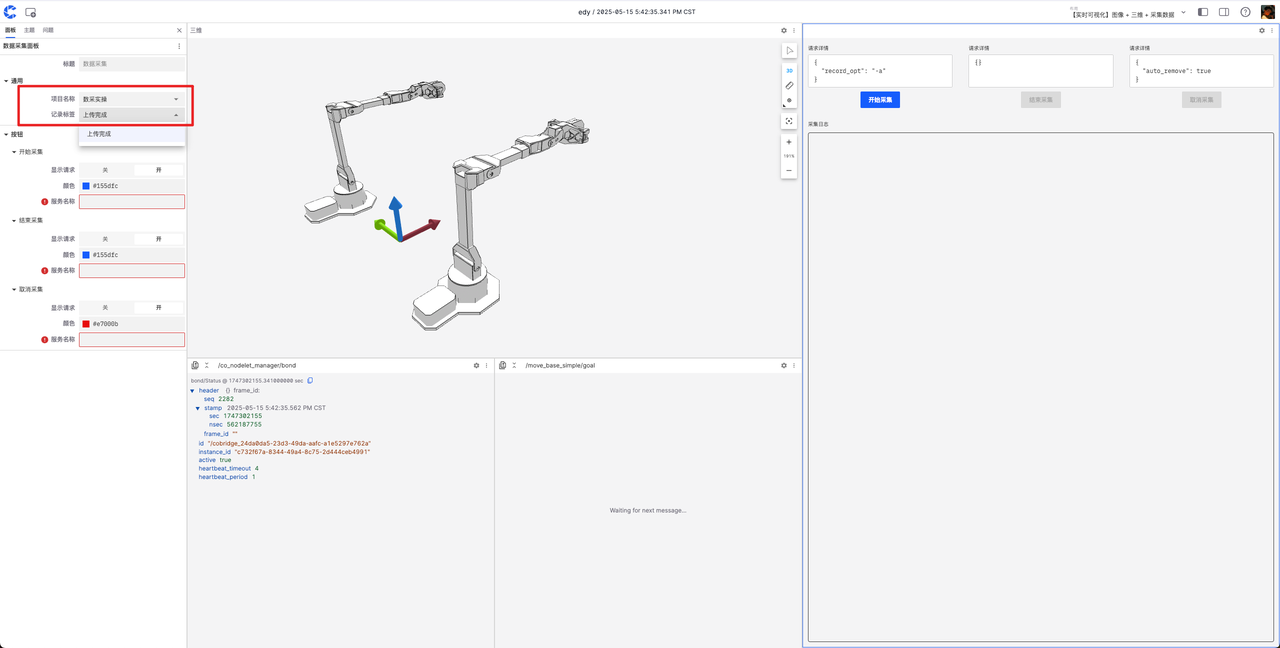 edy / 2025-05-15 5:42:35.341 PM CST
【实时可视化】图像 + 三维 + 采集数据
面板 主题 问题
数据采集面板
标题 数据采集
通用
项目名称 数采实操
记录标签 上传完成
上传完成
按钮
开始采集
显示请求 关 开
颜色 #155dfc
服务名称
结束采集
显示请求 关 开
颜色 #155dfc
服务名称
取消采集
显示请求 关 开
颜色 #e7000b
服务名称
三维
3D
101%
/co_nodelet_manager/bond
bond/Status @ 1747302155.341000000 sec
header {} frame_id:
seq 2282
stamp 2025-05-15 5:42:35.562 PM CST
sec 1747302155
nsec 562187755
frame_id ""
id "/cobridge_24da0da5-23d3-49da-aafc-a1e5297e762a"
instance_id "c732f67a-8344-49a4-8c75-2d444ceb4991"
active true
heartbeat_timeout 4
heartbeat_period 1
/move_base_simple/goal
Waiting for next message...
请求详情
{
"record_opt": "-a"
}
开始采集
请求详情
{}
结束采集
请求详情
{
"auto_remove": true
}
取消采集
采集日志